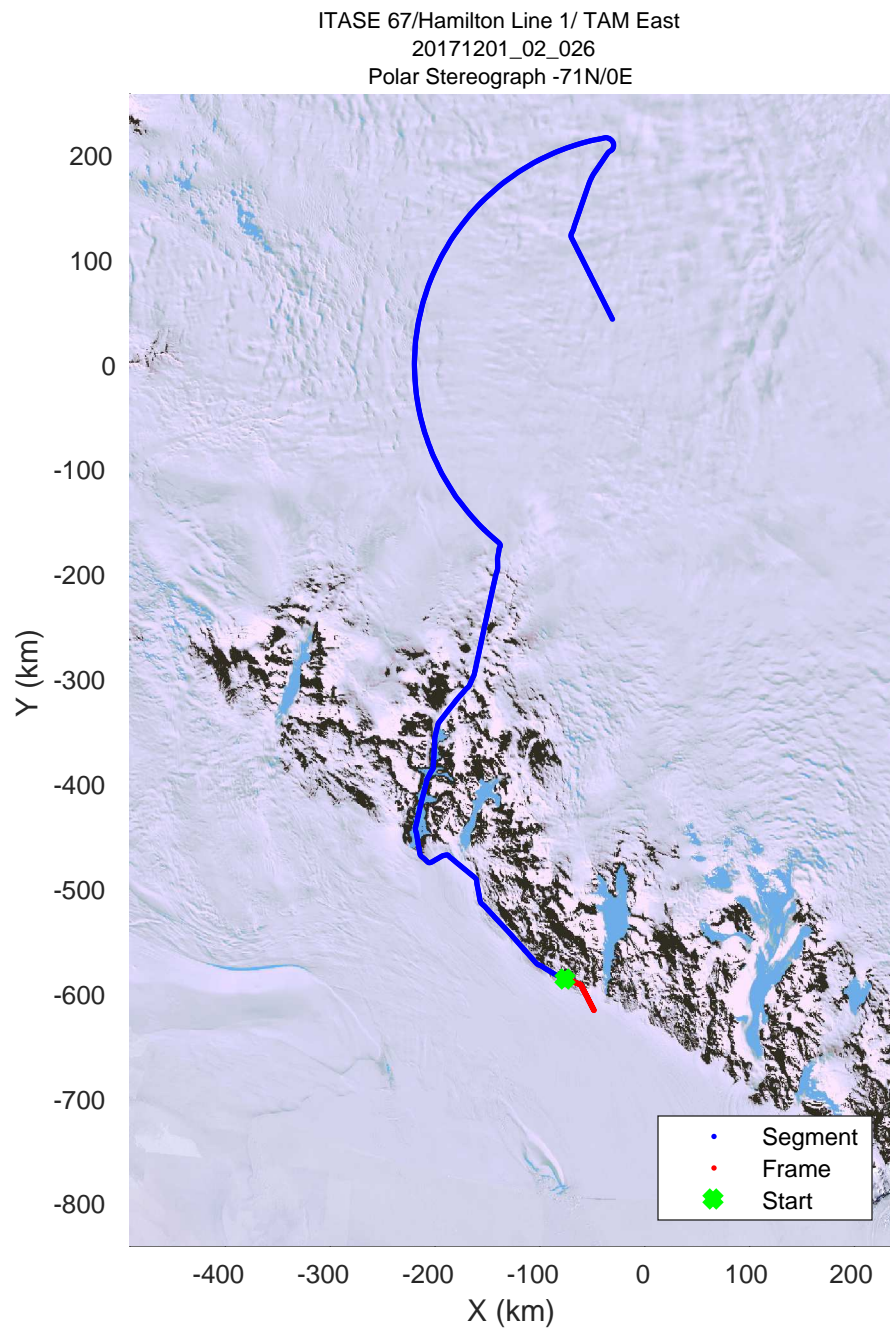 ITASE 67/Hamilton Line 1/ TAM East
20171201_02_026
Polar Stereograph -71N/0E
200
100
0
-100
-200
-300
-400
-500
-600
-700
-800
Y (km)
Segment
Frame
Start
-400 -300 -200 -100 0 100 200
X (km)